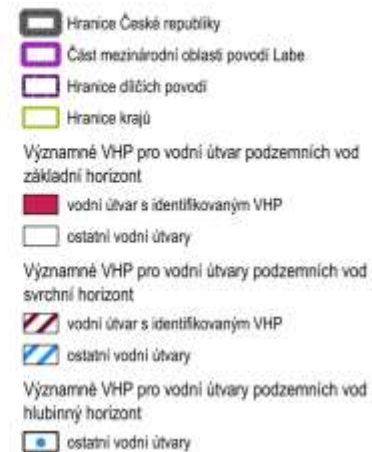 Hranice České republiky
Část mezinárodní oblasti povodí Labe
Hranice dílčích povodí
Hranice krajů
Významné VHP pro vodní útvar podzemních vod
základní horizont
vodní útvar s identifikovaným VHP
ostatní vodní útvary
Významné VHP pro vodní útvary podzemních vod
svrchní horizont
vodní útvar s identifikovaným VHP
ostatní vodní útvary
Významné VHP pro vodní útvary podzemních vod
hlubinný horizont
ostatní vodní útvary